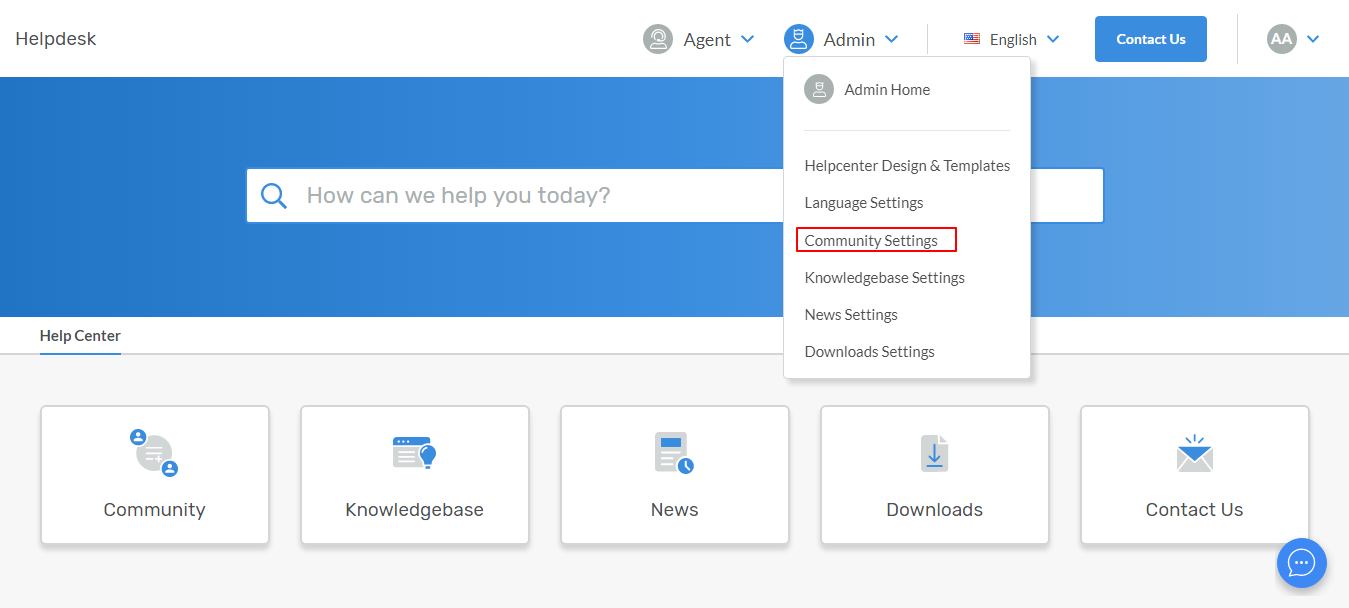 Helpdesk
Agent
Admin
English
Contact Us
AA
Admin Home
Helpcenter Design & Templates
Language Settings
Community Settings
Knowledgebase Settings
News Settings
Downloads Settings
How can we help you today?
Help Center
Community
Knowledgebase
News
Downloads
Contact Us